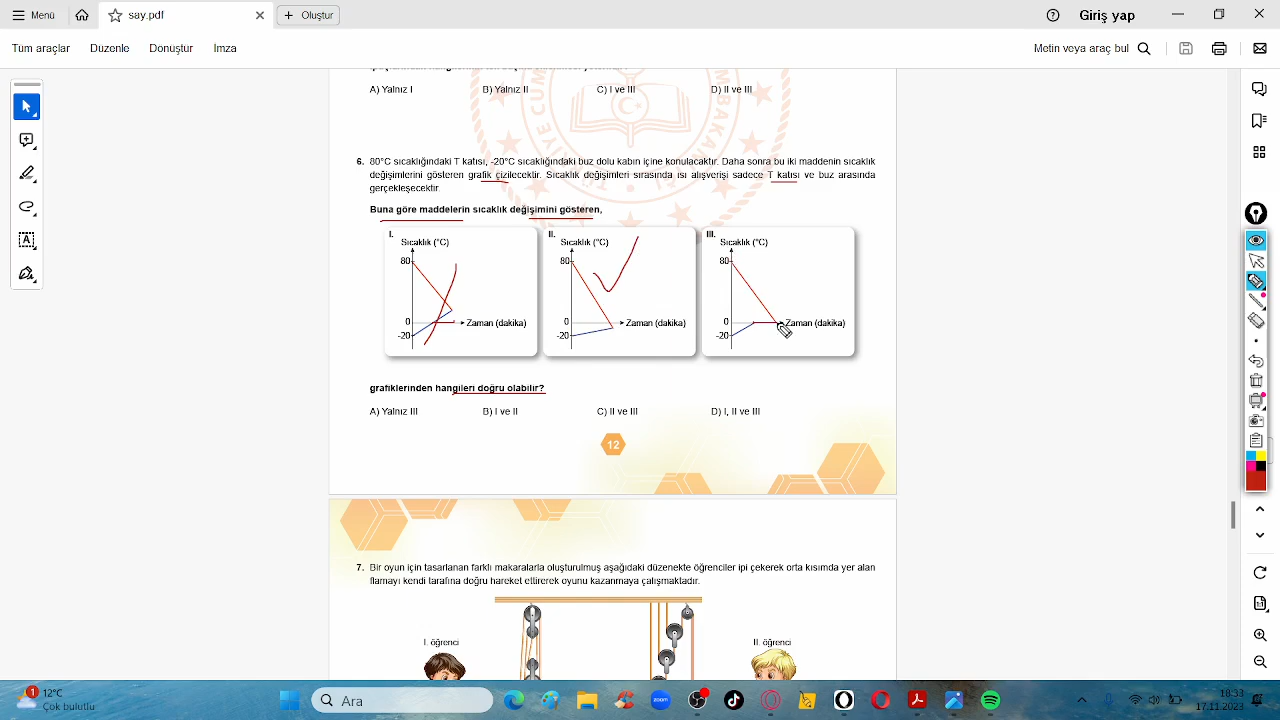 Menü
say.pdf
Oluştur
Giriş yap
Tüm araçlar
Düzenle
Dönüştür
İmza
Metin veya araç bul
A) Yalnız I
B) Yalnız II
C) I ve III
D) II ve III
6. 80°C sıcaklığındaki T katısı, -20°C sıcaklığındaki buz dolu kabın içine konulacaktır. Daha sonra bu iki maddenin sıcaklık
değişimlerini gösteren grafik çizilecektir. Sıcaklık değişimleri sırasında ısı alışverişi sadece T katısı ve buz arasında
gerçekleşecektir.
Buna göre maddelerin sıcaklık değişimini gösteren,
I.
Sıcaklık (°C)
80
0
Zaman (dakika)
-20
II.
Sıcaklık (°C)
80
0
Zaman (dakika)
-20
III.
Sıcaklık (°C)
80
0
Zaman (dakika)
-20
grafiklerinden hangileri doğru olabilir?
A) Yalnız III
B) I ve II
C) II ve III
D) I, II ve III
12
7. Bir oyun için tasarlanan farklı makaralarla oluşturulmuş aşağıdaki düzenekte öğrenciler ipi çekerek orta kısımda yer alan
flamayı kendi tarafına doğru hareket ettirerek oyunu kazanmaya çalışmaktadır.
I. öğrenci
II. öğrenci
1
12°C
Çok bulutlu
Ara
zoom
18:33
17.11.2023